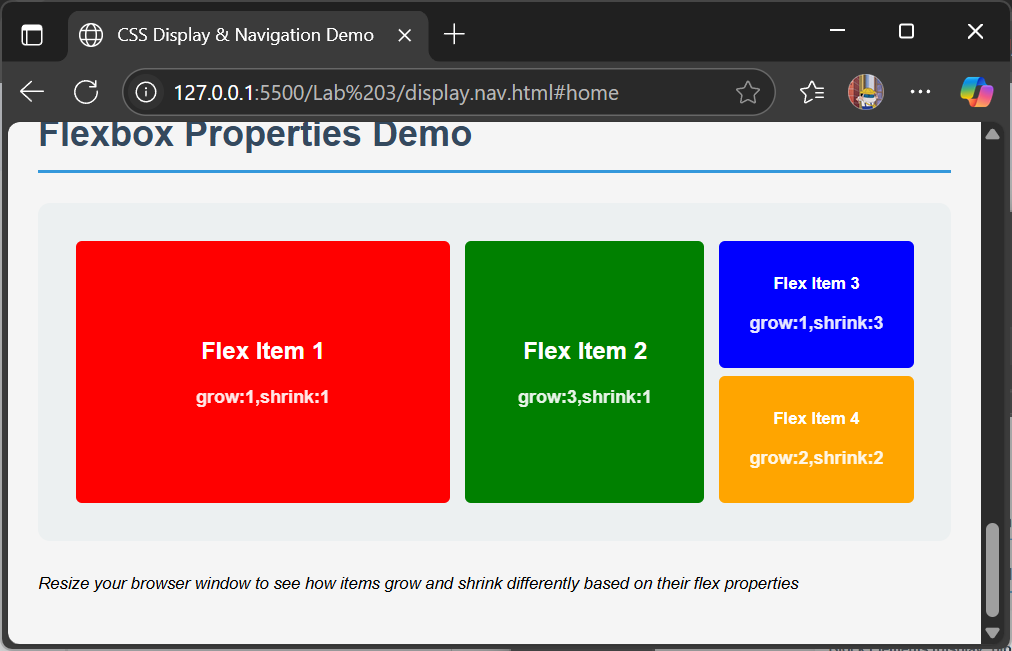 CSS Display & Navigation Demo
127.0.0.1:5500/Lab%203/display.nav.html#home
Flexbox Properties Demo
Flex Item 1
grow:1,shrink:1
Flex Item 2
grow:3,shrink:1
Flex Item 3
grow:1,shrink:3
Flex Item 4
grow:2,shrink:2
Resize your browser window to see how items grow and shrink differently based on their flex properties